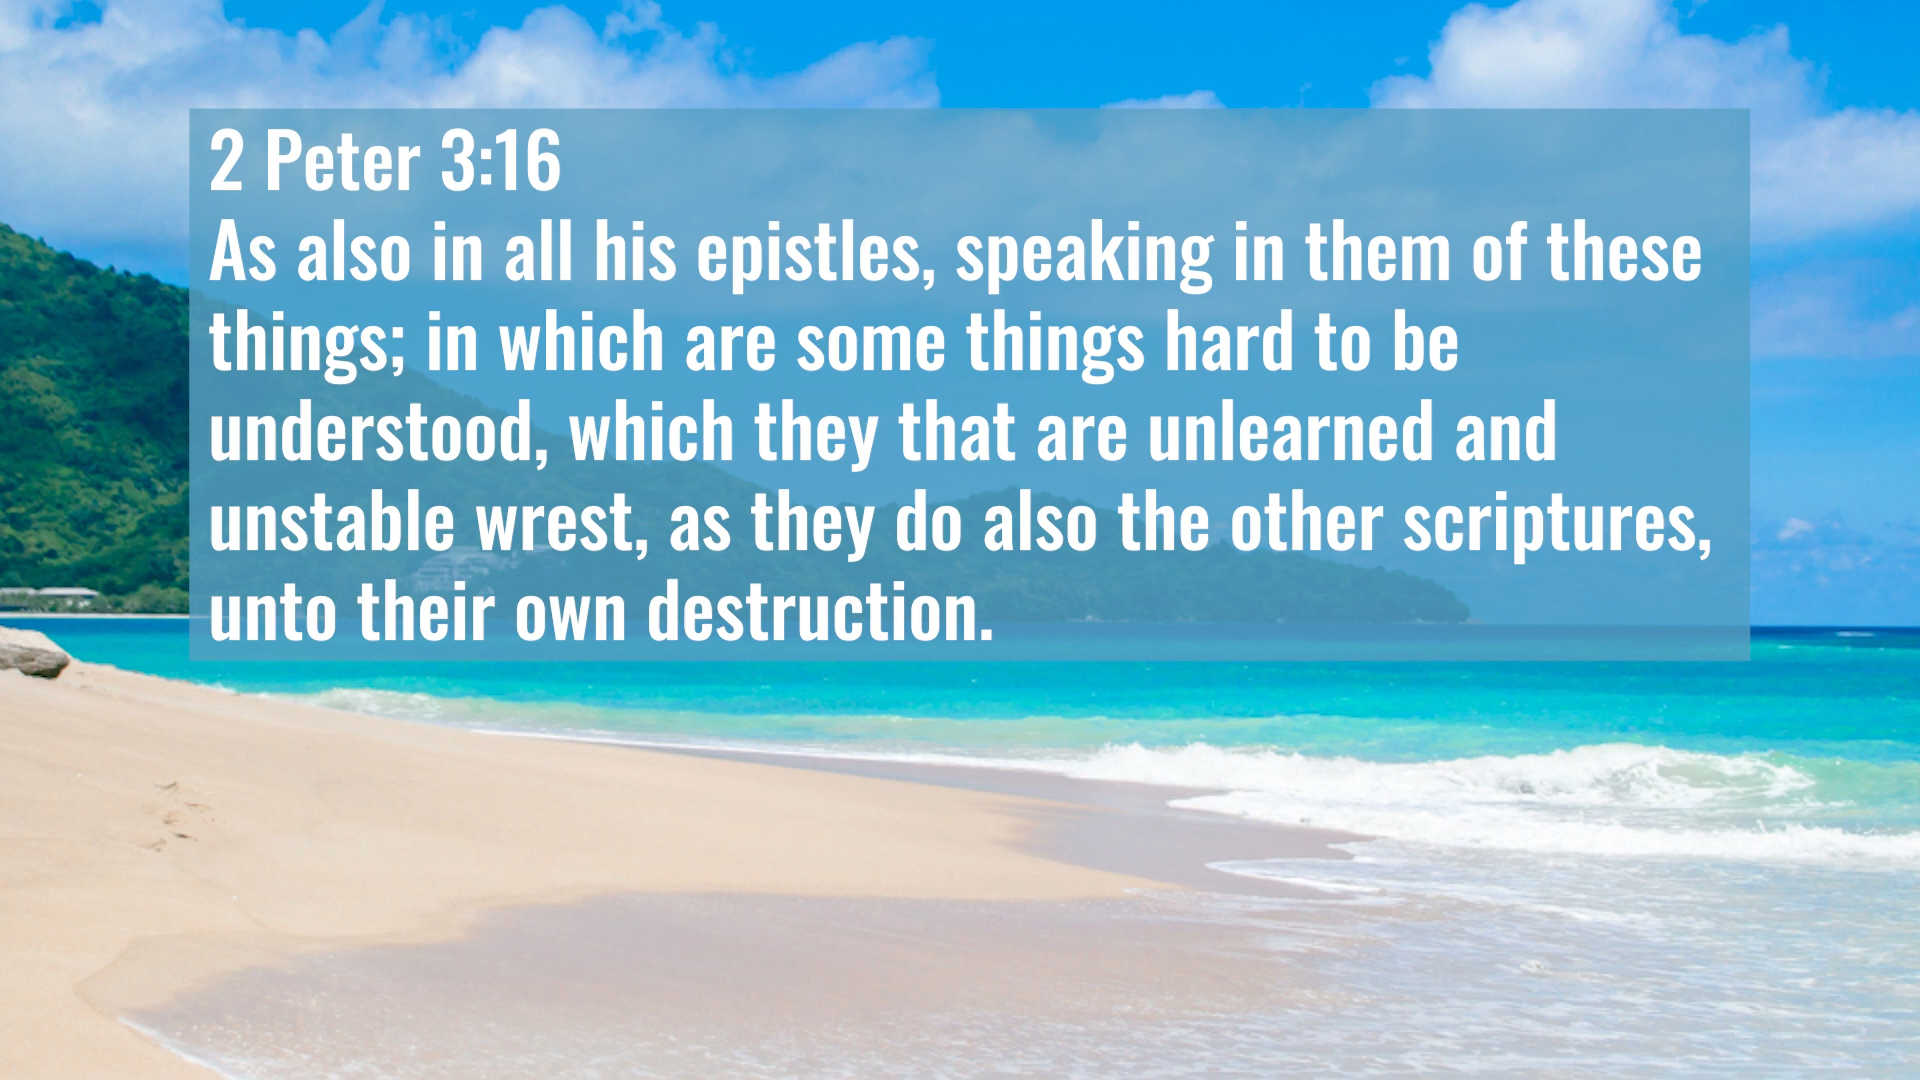 2 Peter 3:16
As also in all his epistles, speaking in them of these
things; in which are some things hard to be
understood, which they that are unlearned and
unstable wrest, as they do also the other scriptures,
unto their own destruction.